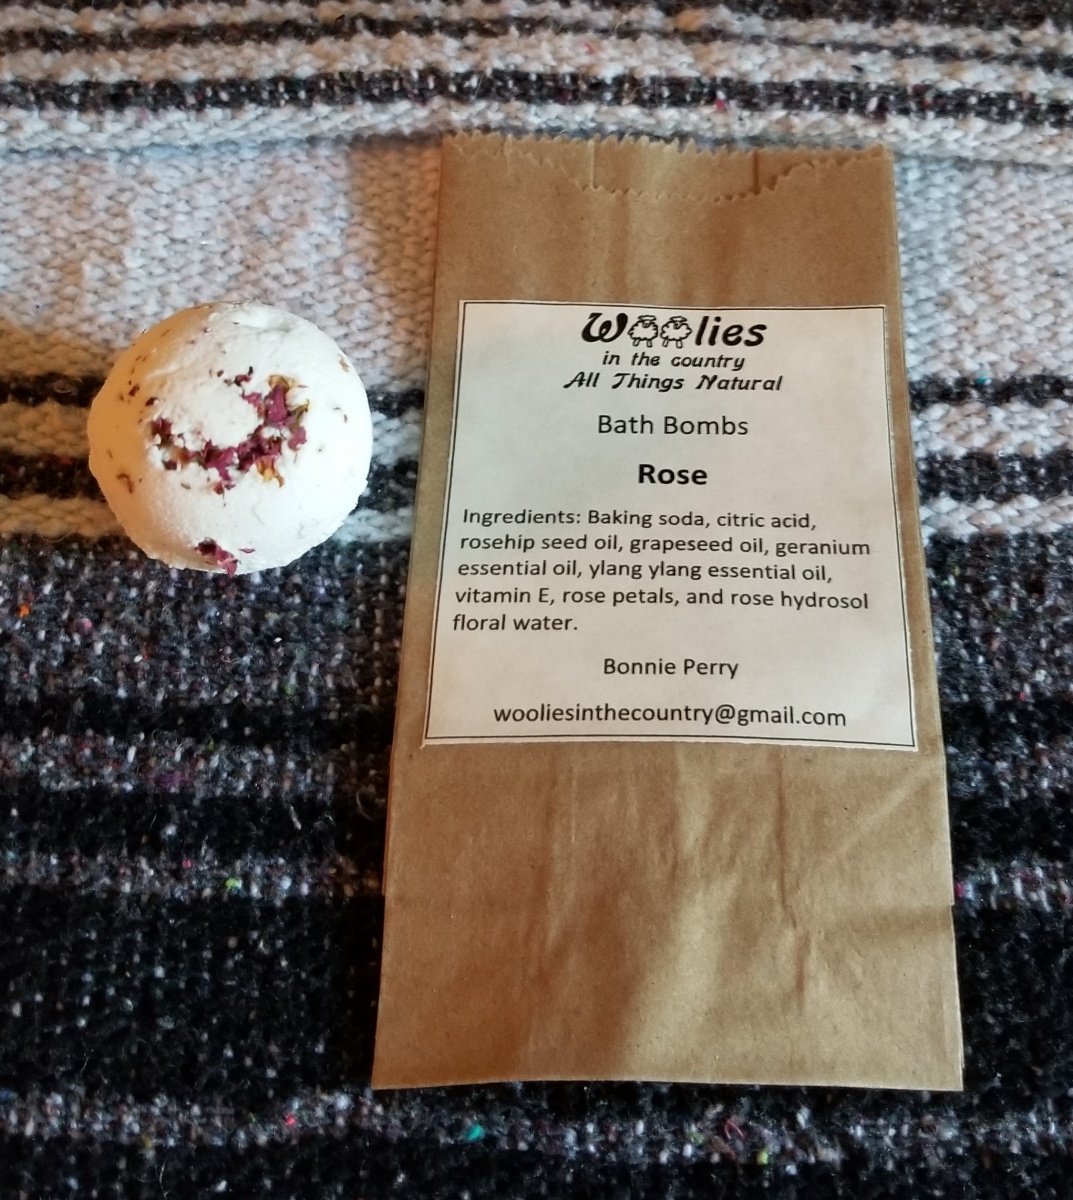 Woolies
in the country
All Things Natural
Bath Bombs
Rose
Ingredients: Baking soda, citric acid,
rosehip seed oil, grapeseed oil, geranium
essential oil, ylang ylang essential oil,
vitamin E, rose petals, and rose hydrosol
floral water.
Bonnie Perry
wooliesinthecountry@gmail.com